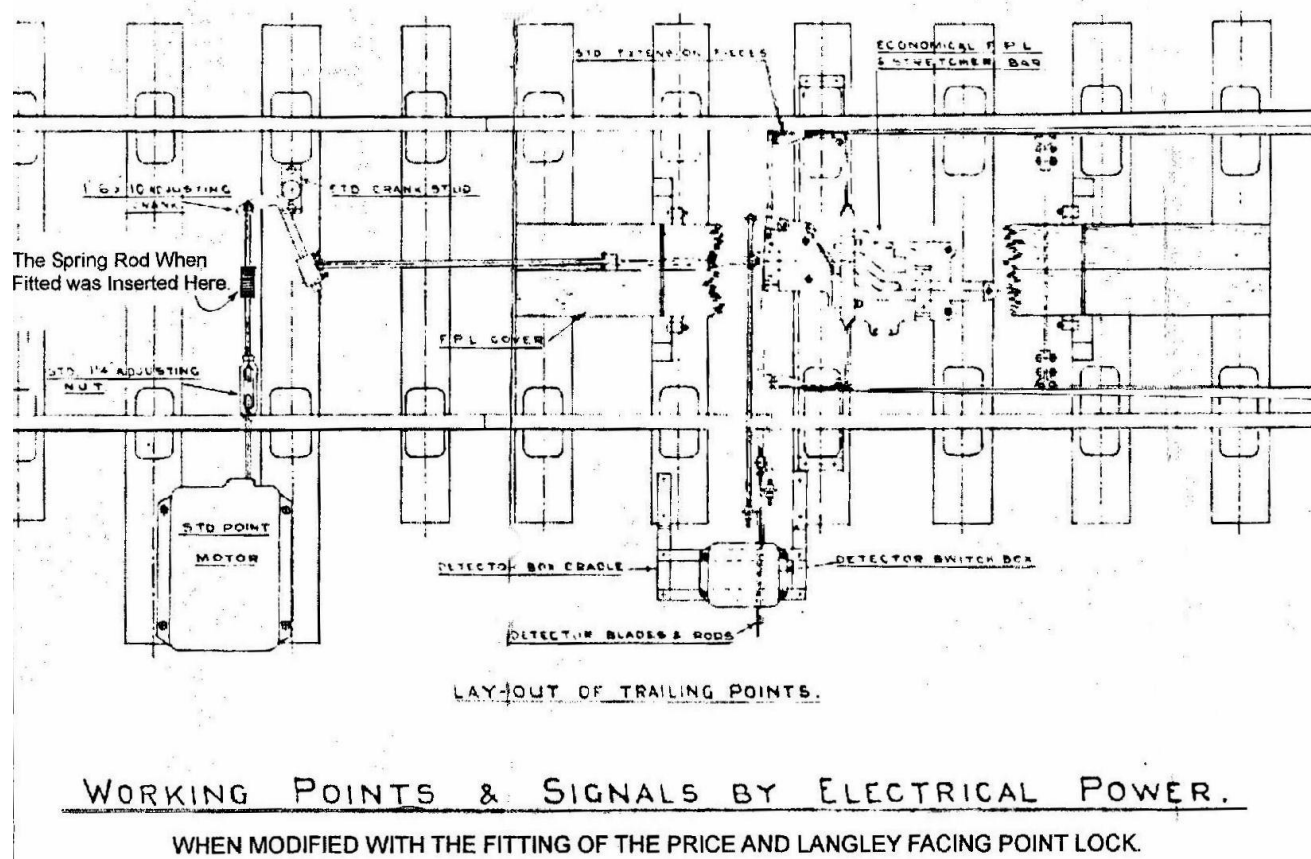 STD. EXTENSION PIECES
ECONOMICAL F.P.L.
& STRETCHER BAR
1' 6 x 10 ADJUSTING
CRANK
STD CRANK STUD
The Spring Rod When
Fitted was Inserted Here.
F.P.L COVER
STD. 1¼ ADJUSTING
NUT
STD POINT
MOTOR
DETECTOR BOX CRADLE
DETECTOR SWITCH BOX
DETECTOR BLADES & RODS
LAY-OUT OF TRAILING POINTS.
WORKING POINTS & SIGNALS BY ELECTRICAL POWER.
WHEN MODIFIED WITH THE FITTING OF THE PRICE AND LANGLEY FACING POINT LOCK.